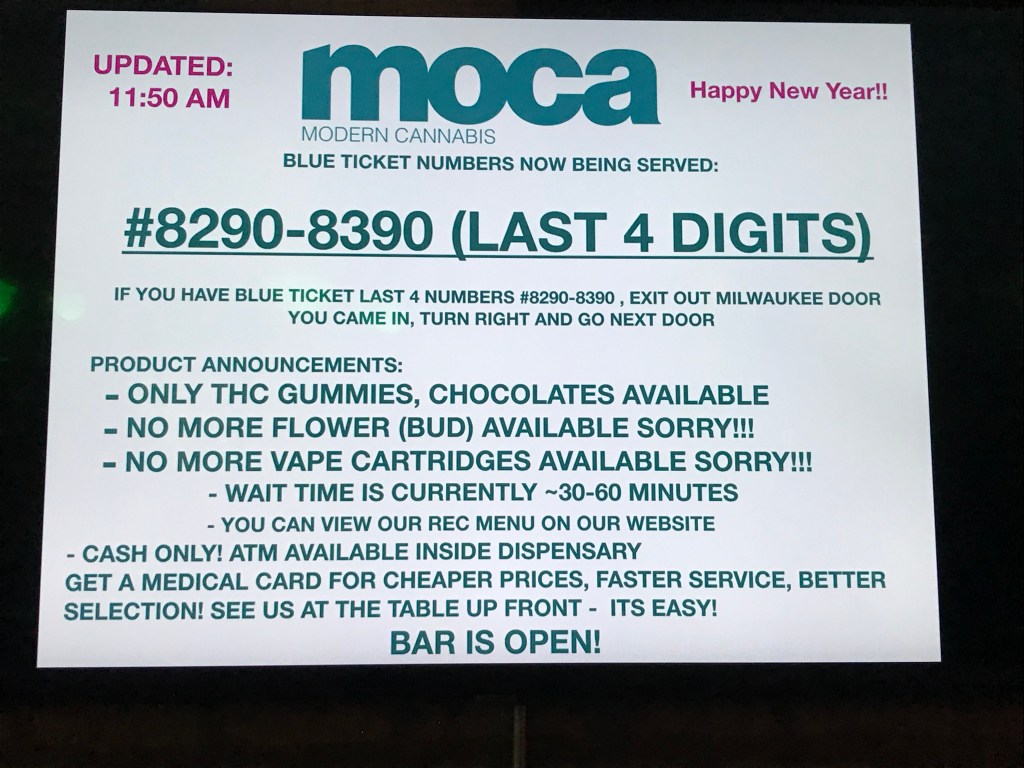 UPDATED:
11:50 AM
moca
MODERN CANNABIS
Happy New Year!!
BLUE TICKET NUMBERS NOW BEING SERVED:
#8290-8390 (LAST 4 DIGITS)
IF YOU HAVE BLUE TICKET LAST 4 NUMBERS #8290-8390 , EXIT OUT MILWAUKEE DOOR
YOU CAME IN, TURN RIGHT AND GO NEXT DOOR
PRODUCT ANNOUNCEMENTS:
- ONLY THC GUMMIES, CHOCOLATES AVAILABLE
- NO MORE FLOWER (BUD) AVAILABLE SORRY!!!
- NO MORE VAPE CARTRIDGES AVAILABLE SORRY!!!
- WAIT TIME IS CURRENTLY ~30-60 MINUTES
- YOU CAN VIEW OUR REC MENU ON OUR WEBSITE
- CASH ONLY! ATM AVAILABLE INSIDE DISPENSARY
GET A MEDICAL CARD FOR CHEAPER PRICES, FASTER SERVICE, BETTER
SELECTION! SEE US AT THE TABLE UP FRONT - ITS EASY!
BAR IS OPEN!